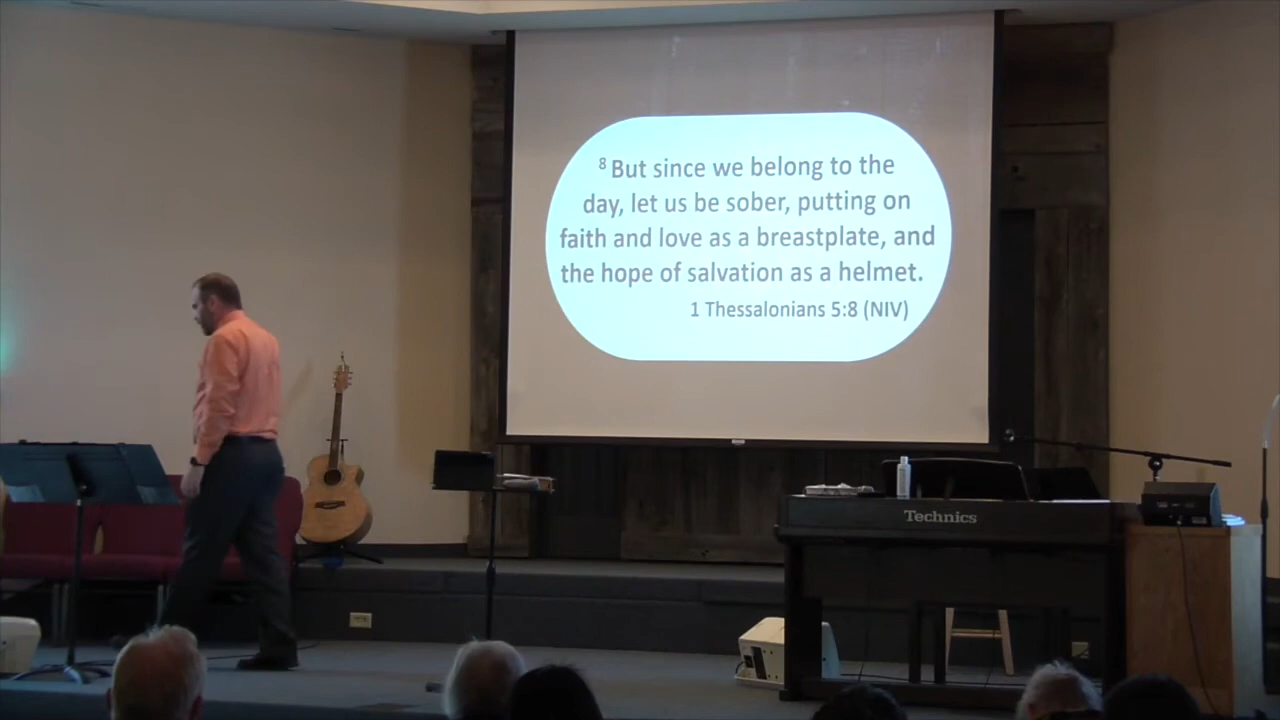 8 But since we belong to the
day, let us be sober, putting on
faith and love as a breastplate, and
the hope of salvation as a helmet.
1 Thessalonians 5:8 (NIV)
Technics